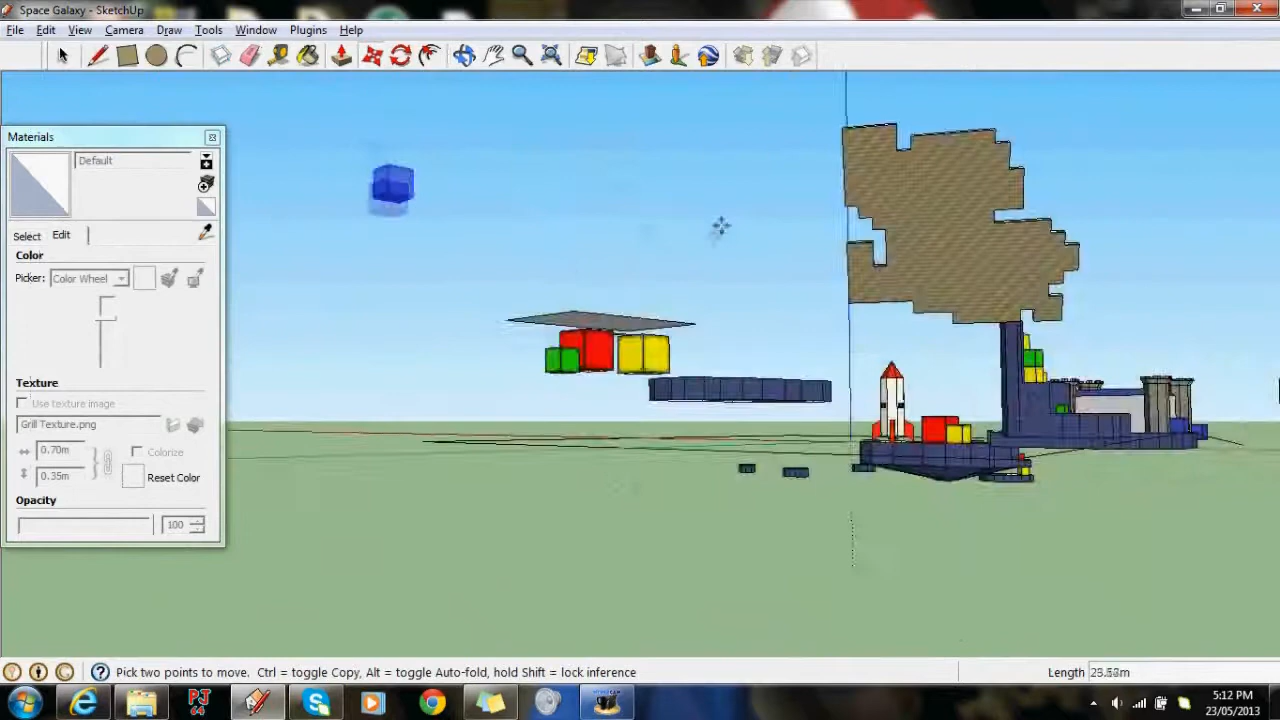 Space Galaxy - SketchUp
File Edit View Camera Draw Tools Window Plugins Help
Materials
Default
Select Edit
Color
Picker: Color Wheel
Texture
Use texture image
Grill Texture.png
0.70m Colorize
0.35m Reset Color
Opacity
100
Pick two points to move. Ctrl = toggle Copy, Alt = toggle Auto-fold, hold Shift = lock inference
Length
PJ
64
5:12 PM
23/05/2013